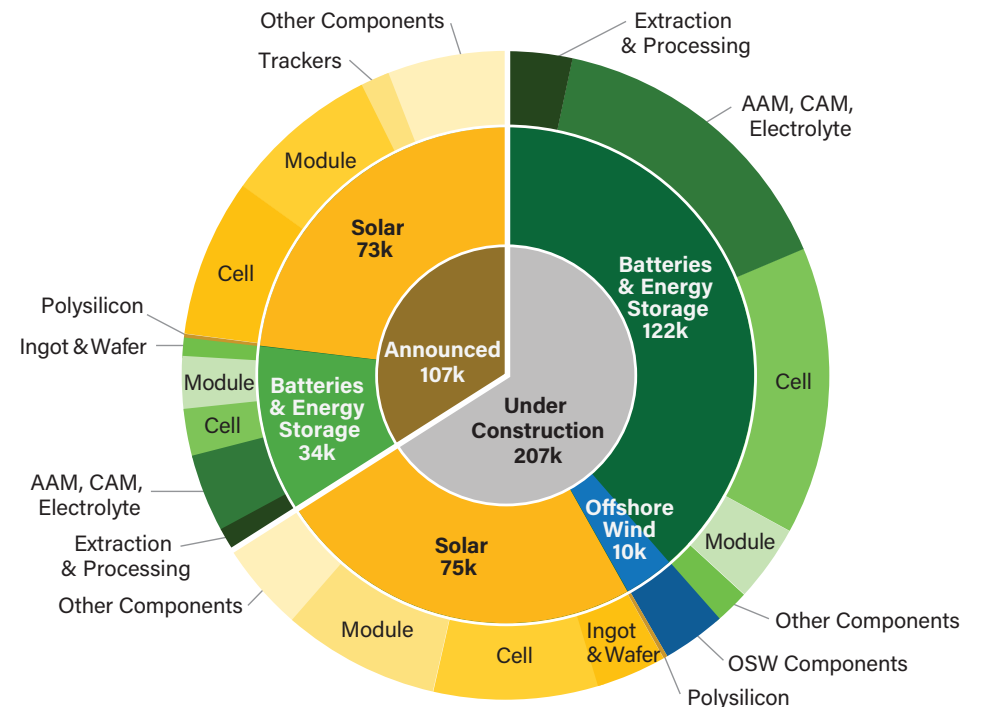 Other Components
Extraction
& Processing
Trackers
AAM, CAM,
Electrolyte
Module
Solar
73k
Cell
Batteries
& Energy
Storage
122k
Polysilicon
Ingot & Wafer
Announced
107k
Module
Batteries
& Energy
Storage
34k
Cell
Under
Construction
207k
Cell
AAM, CAM,
Electrolyte
Offshore
Wind
10k
Extraction
& Processing
Solar
75k
Module
Other Components
Module
Cell
Ingot
& Wafer
Other Components
OSW Components
Polysilicon